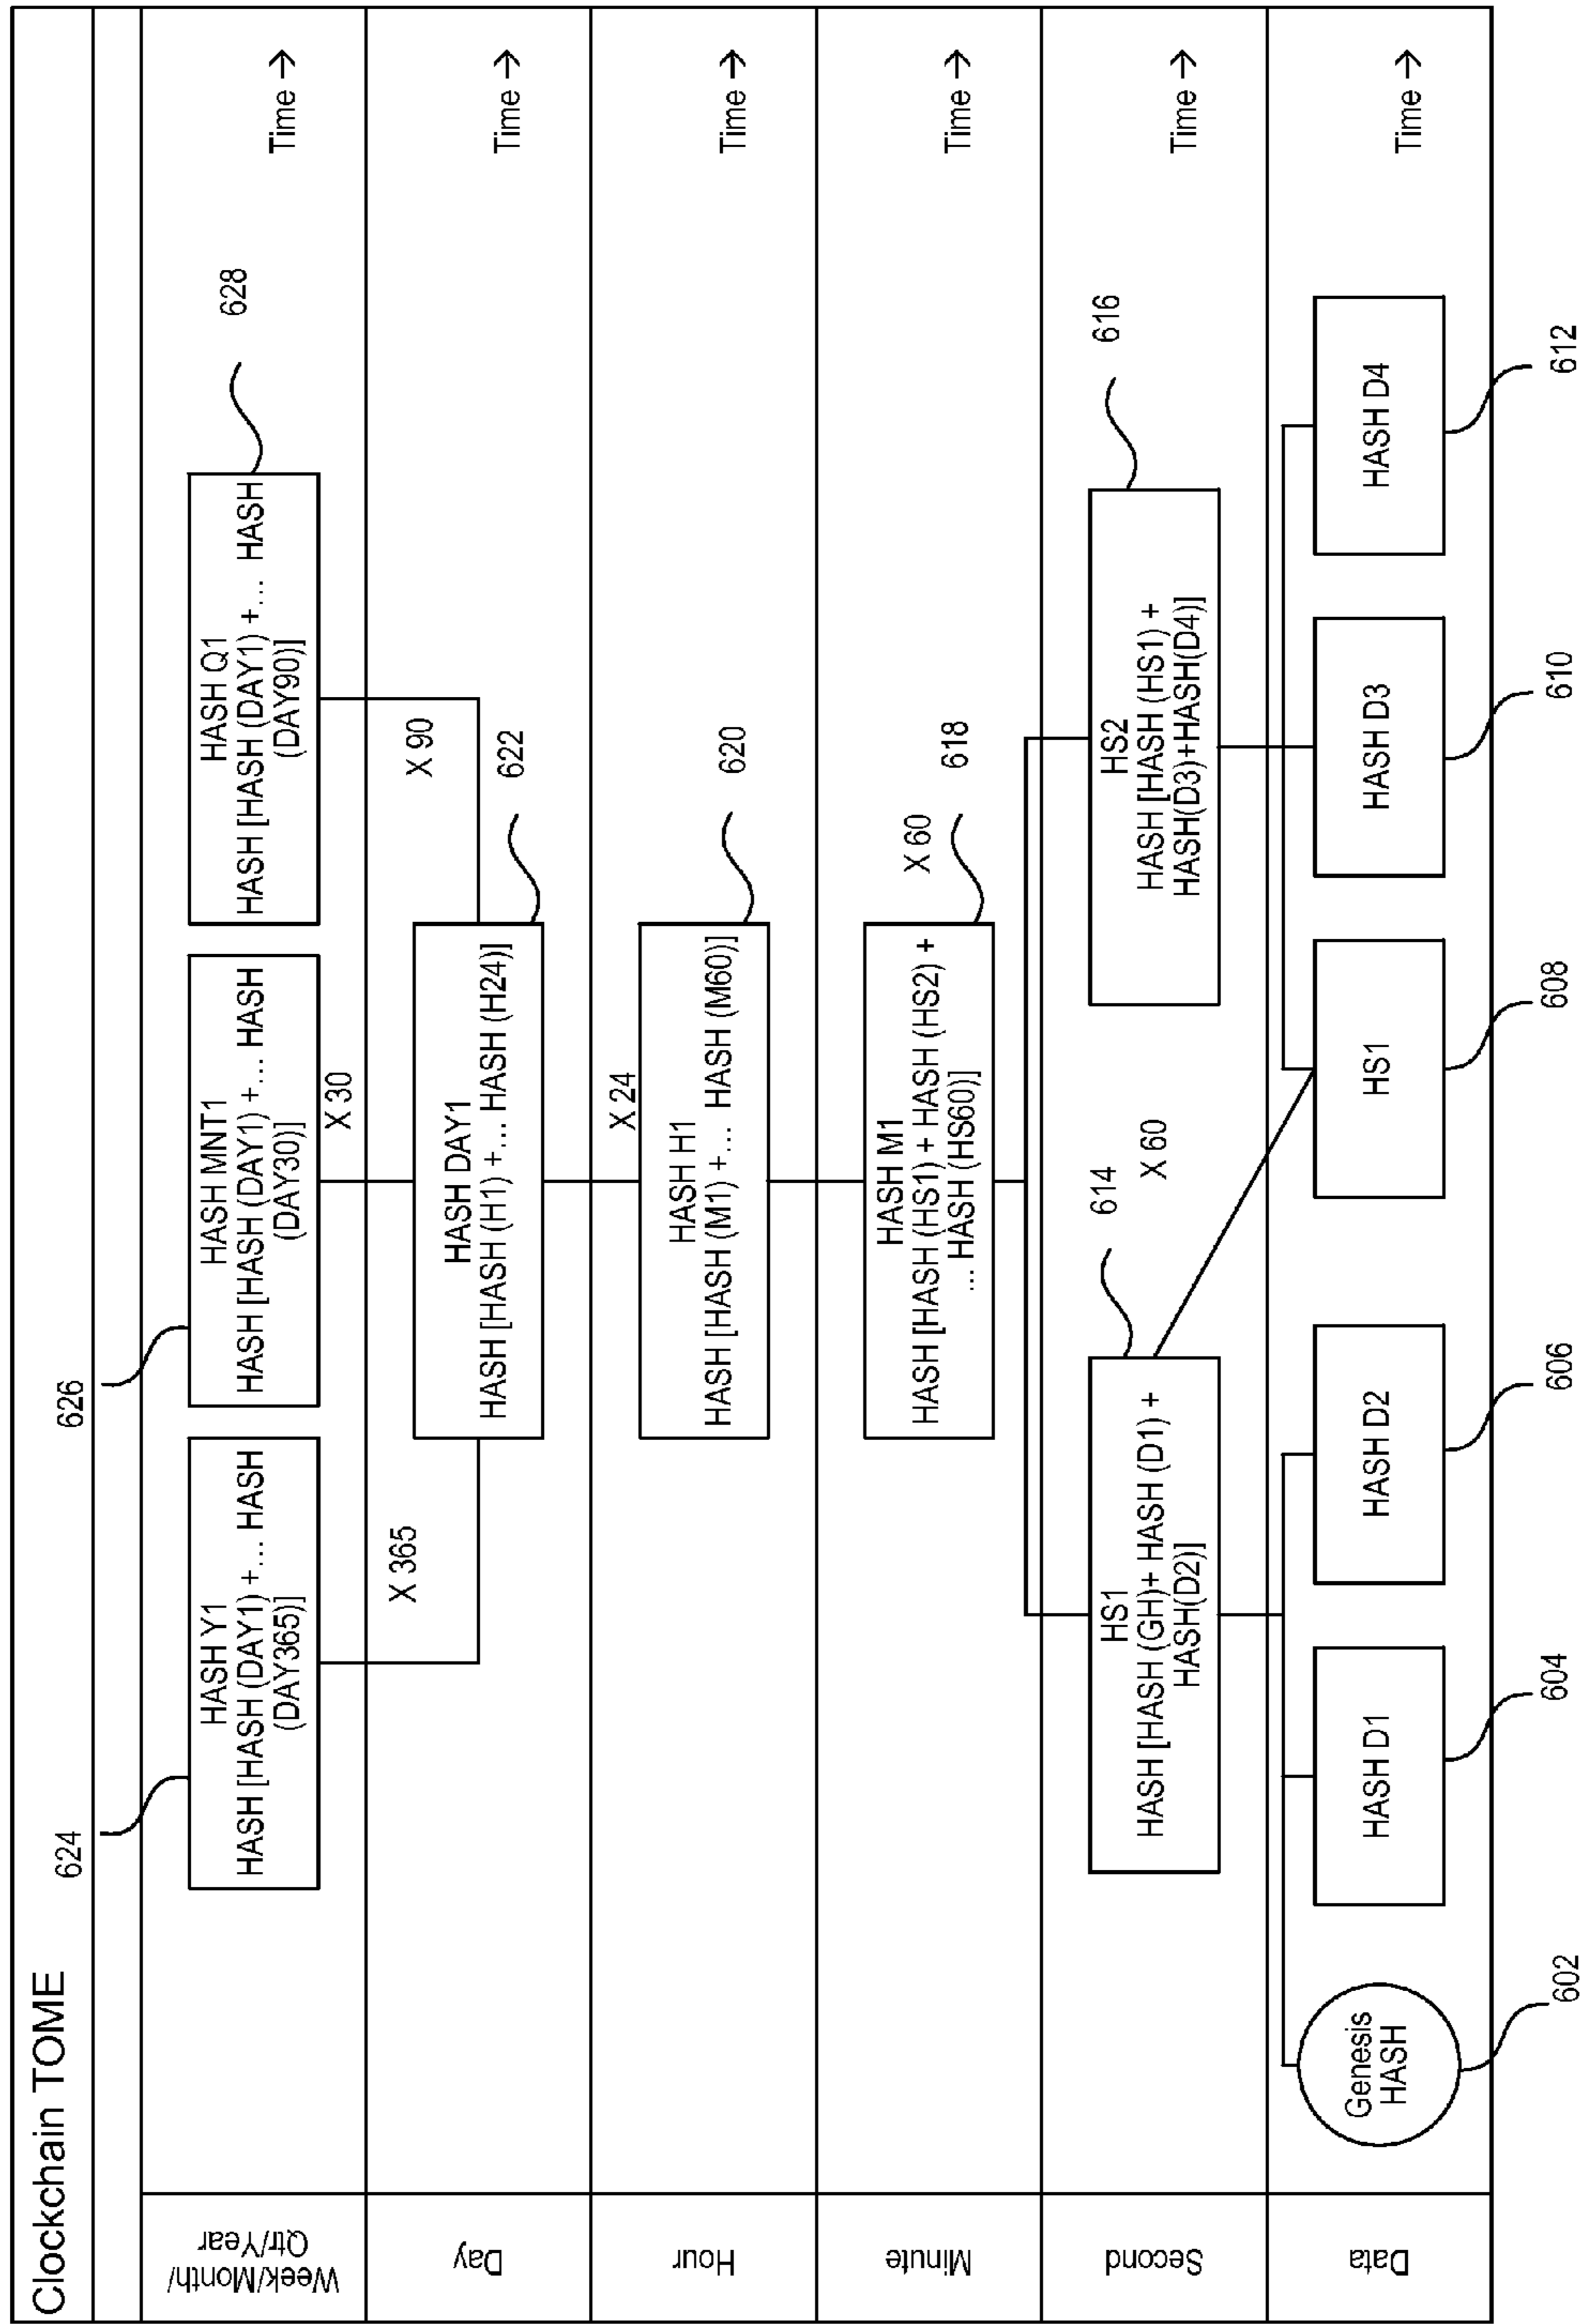 Clockchain TOME
624
626
Week/Month/
Qtr/Year
HASH Y1
HASH [HASH (DAY1) +... HASH
(DAY365)]
HASH MNT1
HASH [HASH (DAY1) +... HASH
(DAY30)]
HASH Q1
HASH [HASH (DAY1) +... HASH
(DAY90)]
628
Time →
X 30
Day
X 365
HASH DAY1
HASH [HASH (H1) +... HASH (H24)]
X 90
622
Time →
Hour
X 24
HASH H1
HASH [HASH (M1) +... HASH (M60)]
620
Time →
Minute
HASH M1
HASH [HASH (HS1) + HASH (HS2) +
... HASH (HS60)]
X 60
618
Time →
Second
HS1
HASH [HASH (GH)+ HASH (D1) +
HASH(D2)]
614
X 60
HS2
HASH [HASH (HS1) +
HASH(D3)+HASH(D4)]
616
Time →
Data
Genesis
HASH
HASH D1
HASH D2
HS1
HASH D3
HASH D4
Time →
602
604
606
608
610
612